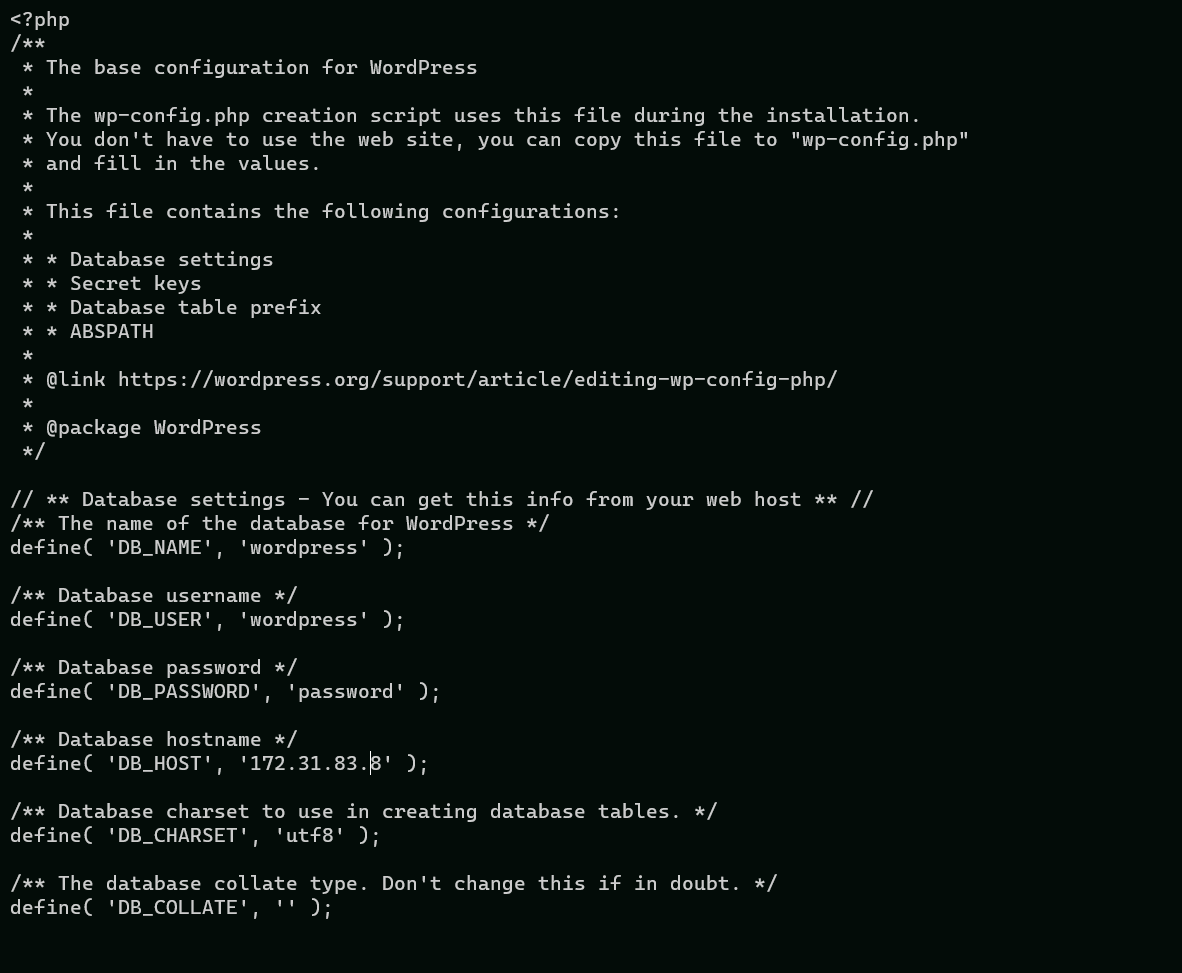 <?php
/**
 * The base configuration for WordPress
 *
 * The wp-config.php creation script uses this file during the installation.
 * You don't have to use the web site, you can copy this file to "wp-config.php"
 * and fill in the values.
 *
 * This file contains the following configurations:
 *
 * * Database settings
 * * Secret keys
 * * Database table prefix
 * * ABSPATH
 *
 * @link https://wordpress.org/support/article/editing-wp-config-php/
 *
 * @package WordPress
 */

// ** Database settings - You can get this info from your web host ** //
/** The name of the database for WordPress */
define( 'DB_NAME', 'wordpress' );

/** Database username */
define( 'DB_USER', 'wordpress' );

/** Database password */
define( 'DB_PASSWORD', 'password' );

/** Database hostname */
define( 'DB_HOST', '172.31.83.8' );

/** Database charset to use in creating database tables. */
define( 'DB_CHARSET', 'utf8' );

/** The database collate type. Don't change this if in doubt. */
define( 'DB_COLLATE', '' );